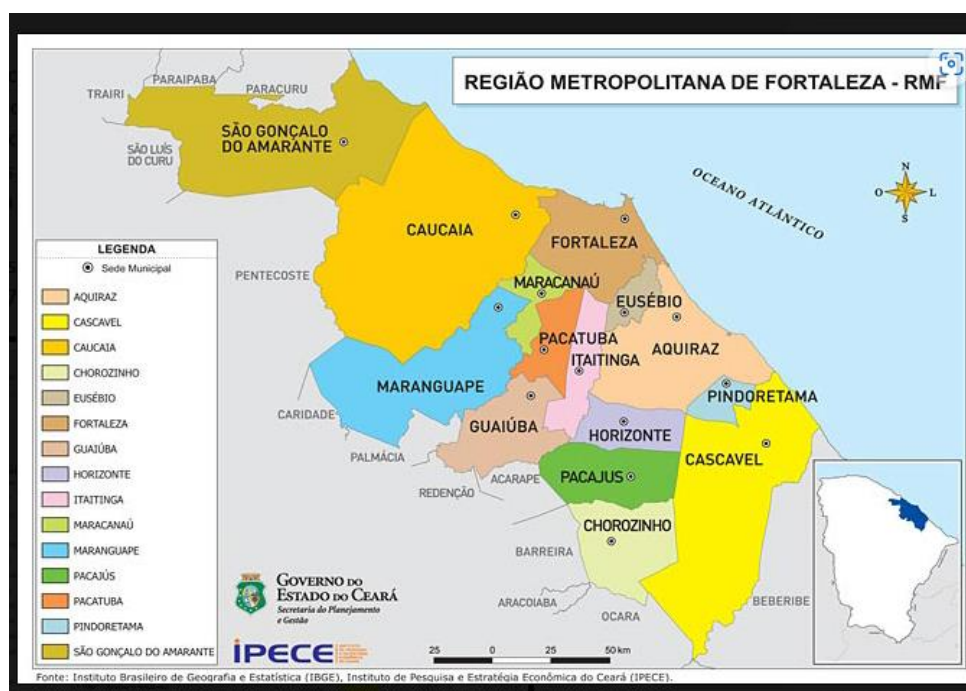 REGIÃO METROPOLITANA DE FORTALEZA - RMF
PARAIPABA
TRAIRI
PARACURU
SÃO GONÇALO
DO AMARANTE
SÃO LUÍS
DO CURU
OCEANO ATLÂNTICO
N
O
L
S
CAUCAIA
FORTALEZA
PENTECOSTE
MARACANAÚ
EUSÉBIO
PACATUBA
ITAITINGA
AQUIRAZ
MARANGUAPE
PINDORETAMA
CARIDADE
GUAIÚBA
HORIZONTE
PALMÁCIA
CASCAVEL
ACARAPE
PACAJUS
REDENÇÃO
CHOROZINHO
BARREIRA
ARACOIABA
OCARA
BEBERIBE
LEGENDA
Sede Municipal
AQUIRAZ
CASCAVEL
CAUCAIA
CHOROZINHO
EUSÉBIO
FORTALEZA
GUAIÚBA
HORIZONTE
ITAITINGA
MARACANAÚ
MARANGUAPE
PACAJÚS
PACATUBA
PINDORETAMA
SÃO GONÇALO DO AMARANTE
GOVERNO DO
ESTADO DO CEARÁ
Secretaria do Planejamento
e Gestão
IPECE
25 0 25 50 km
Fonte: Instituto Brasileiro de Geografia e Estatística (IBGE), Instituto de Pesquisa e Estratégia Econômica do Ceará (IPECE).